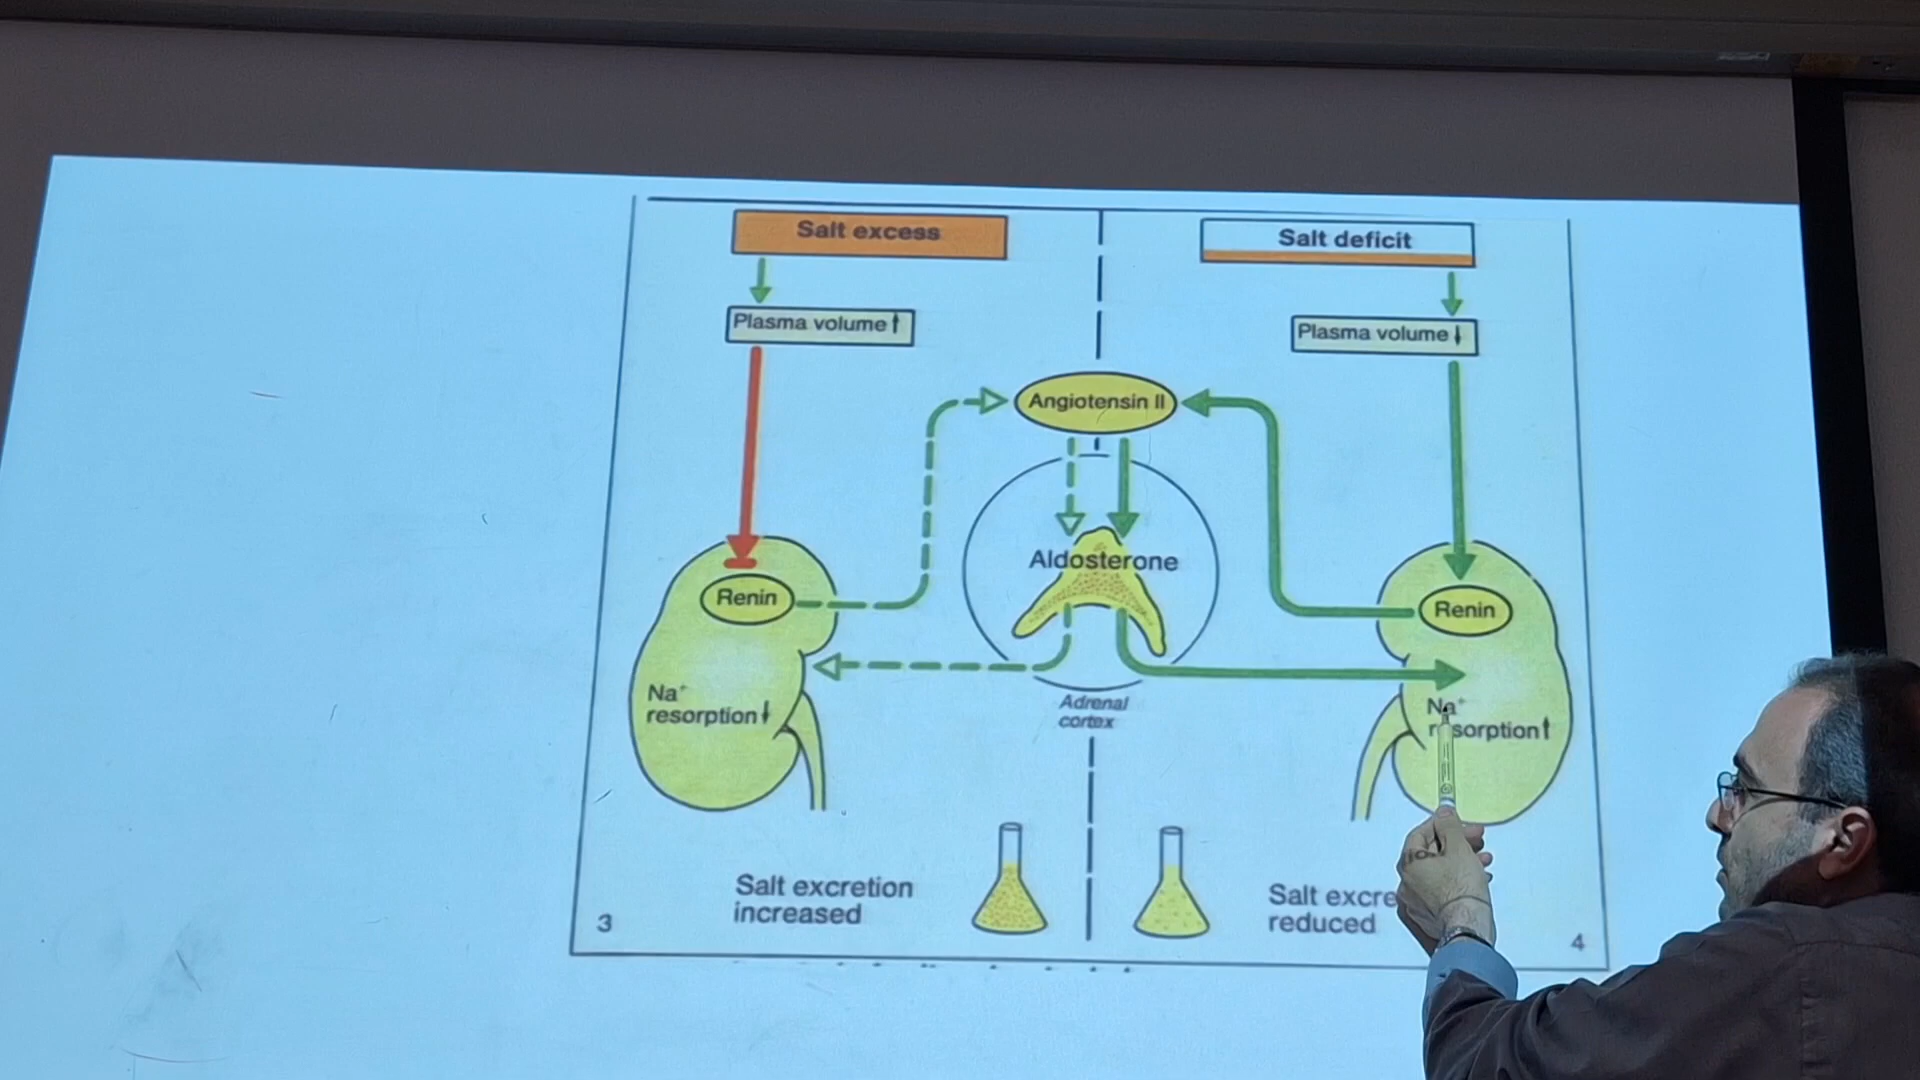 Salt excess
Plasma volume↑
Renin
Na⁺
resorption↓
Salt excretion
increased
3
Angiotensin II
Aldosterone
Adrenal
cortex
Salt deficit
Plasma volume↓
Renin
Na⁺
resorption↑
Salt excre
reduced
4